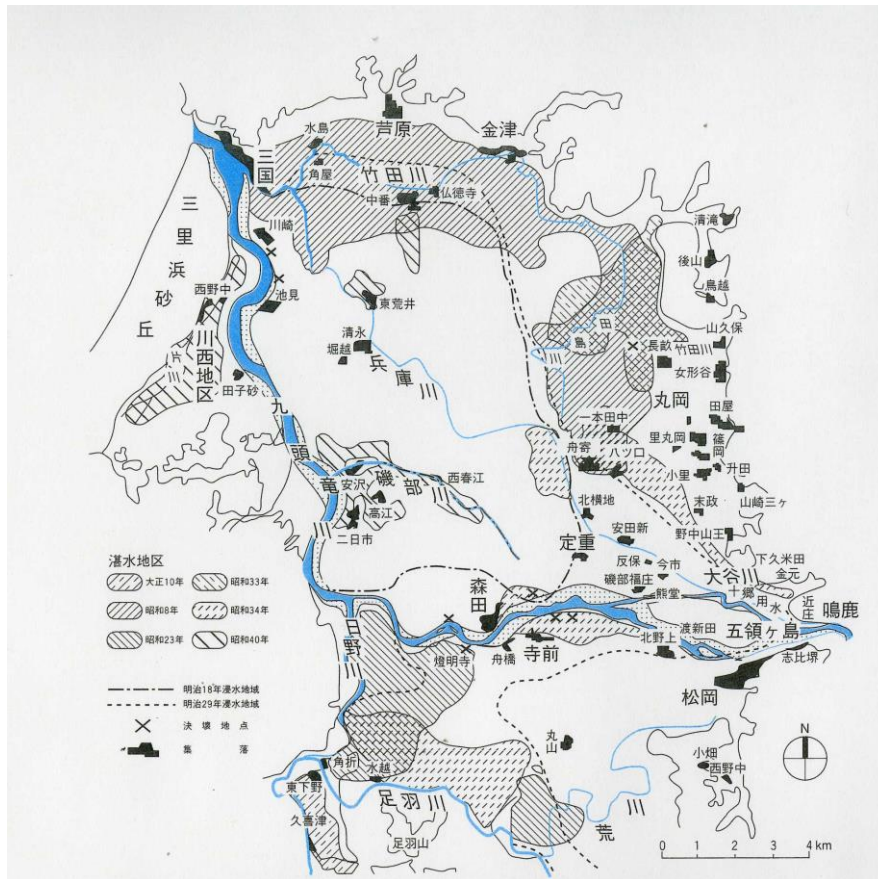 芦原
金津
水島
三国
角屋
竹田川
仏徳寺
中番
清滝
後山
鳥越
三里浜砂丘
川崎
西野中
池見
東荒井
川西地区
清永
堀越
兵庫川
田島川
山久保
長畝
竹田川
女形谷
田子砂
丸岡
一本田中
田屋
里丸岡
篠岡
舟寄
八ツ口
小里
升田
九頭竜川
安沢
磯部川
西春江
高江
二日市
北横地
末政
山崎三ヶ
安田新
野中山王
定重
反保
今市
大谷川
下久米田
金元
磯部福庄
森田
熊堂
十郷用水
近庄
鳴鹿
五領ヶ島
渡新田
北野上
志比堺
日野川
燈明寺
舟橋
寺前
松岡
丸山
小畑
西野中
角折
水越
東下野
足羽川
久喜津
足羽山
荒川
湛水地区
大正10年
昭和33年
昭和8年
昭和34年
昭和23年
昭和40年
明治18年浸水地域
明治29年浸水地域
決壊地点
集落
N
0 1 2 3 4 km